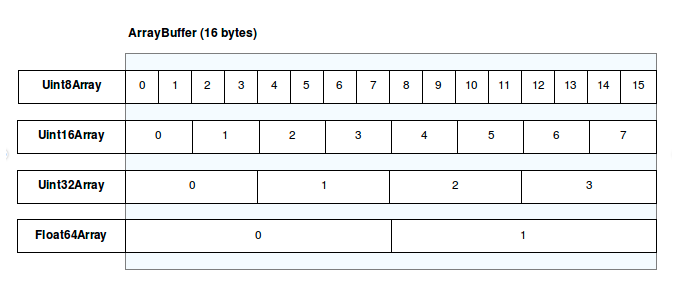 ArrayBuffer (16 bytes)
Uint8Array 0 1 2 3 4 5 6 7 8 9 10 11 12 13 14 15
Uint16Array 0 1 2 3 4 5 6 7
Uint32Array 0 1 2 3
Float64Array 0 1